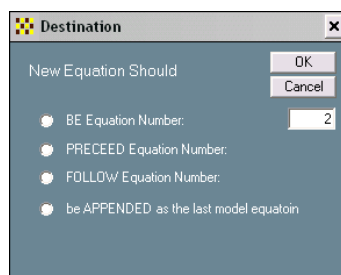 Destination
New Equation Should
OK
Cancel
BE Equation Number:
2
PRECEED Equation Number:
FOLLOW Equation Number:
be APPENDED as the last model equatoin